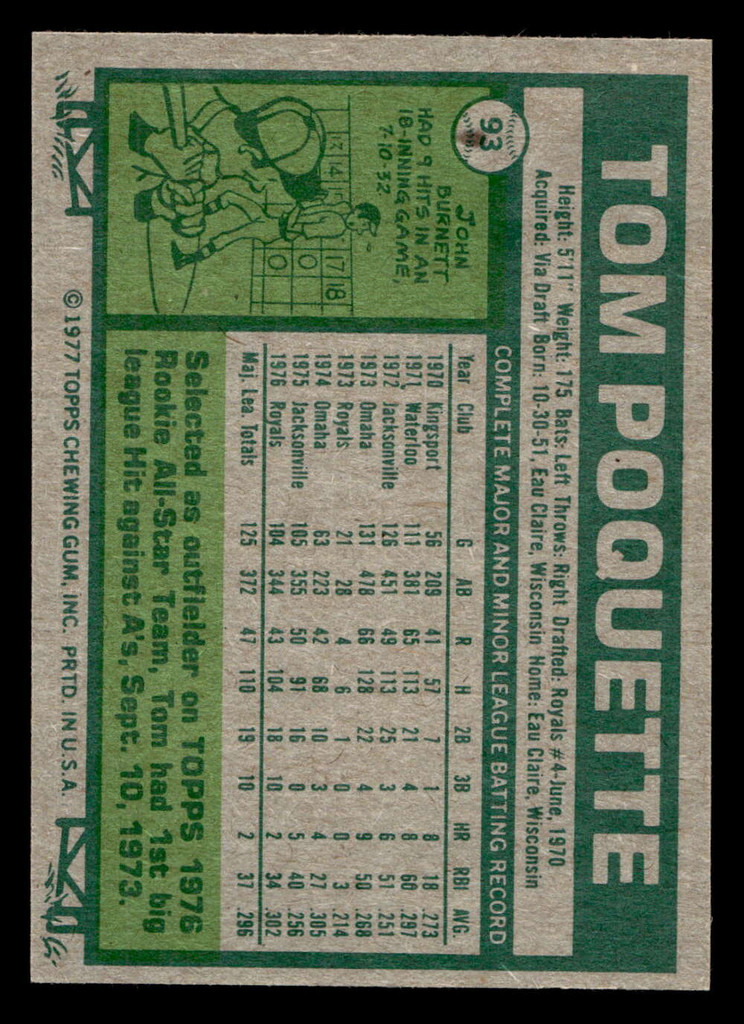 TOM POQUETTE
93
Height: 5'11" Weight: 175 Bats: Left Throws: Right Drafted: Royals #4-June, 1970
Acquired: Via Draft Born: 10-30-51, Eau Claire, Wisconsin Home: Eau Claire, Wisconsin
COMPLETE MAJOR AND MINOR LEAGUE BATTING RECORD
Year Club G AB R H 2B 3B HR RBI AVG.
1970 Kingsport 56 209 41 57 7 1 8 18 .273
1971 Waterloo 111 381 65 113 21 4 8 60 .297
1972 Jacksonville 126 451 49 113 25 3 6 51 .251
1973 Omaha 131 478 66 128 22 4 9 50 .268
1973 Royals 21 28 4 6 1 0 0 3 .214
1974 Omaha 63 223 42 68 10 3 4 27 .305
1975 Jacksonville 105 355 50 91 16 0 5 40 .256
1976 Royals 104 344 43 104 18 10 2 34 .302
Maj. Lea. Totals 125 372 47 110 19 10 2 37 .296
JOHN
BURNETT
HAD 9 HITS IN AN
18-INNING GAME,
7-10-32
13 14 15 17 18
0 0
Selected as outfielder on TOPPS 1976
Rookie All-Star Team, Tom had 1st big
league Hit against A's, Sept. 10, 1973.
© 1977 TOPPS CHEWING GUM, INC. PRTD. IN U.S.A.